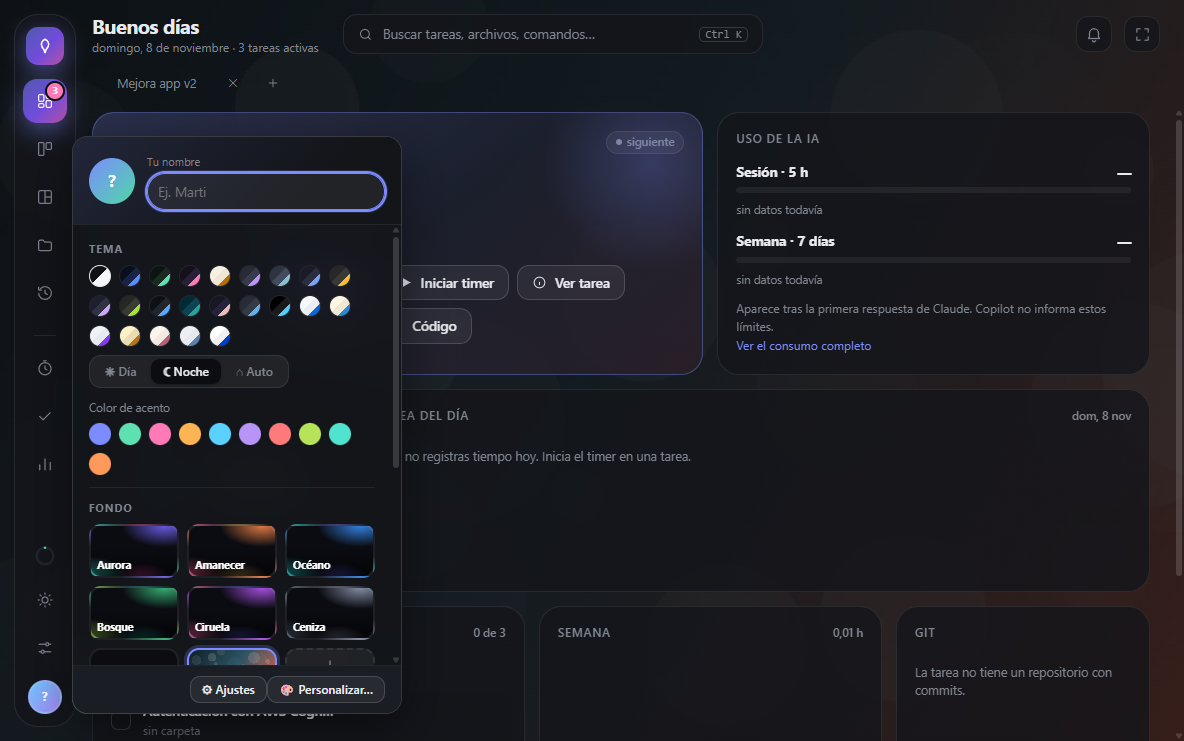 Buenos días
domingo, 8 de noviembre · 3 tareas activas
Buscar tareas, archivos, comandos...
Ctrl K
3
Mejora app v2
siguiente
?
Tu nombre
Ej. Marti
TEMA
Día
Noche
Auto
Color de acento
FONDO
Aurora
Amanecer
Océano
Bosque
Ciruela
Ceniza
Ajustes
Personalizar...
Iniciar timer
Ver tarea
Código
USO DE LA IA
Sesión · 5 h
—
sin datos todavía
Semana · 7 días
—
sin datos todavía
Aparece tras la primera respuesta de Claude. Copilot no informa estos
límites.
Ver el consumo completo
DEL DÍA
dom, 8 nov
no registras tiempo hoy. Inicia el timer en una tarea.
0 de 3
sin carpeta
SEMANA
0,01 h
GIT
La tarea no tiene un repositorio con
commits.
?